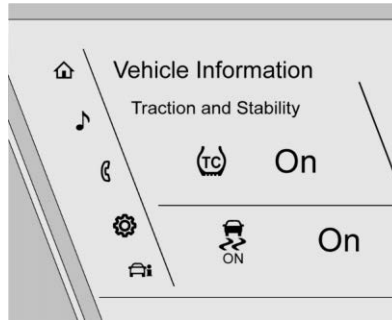 Vehicle Information
Traction and Stability
TC On
ON On